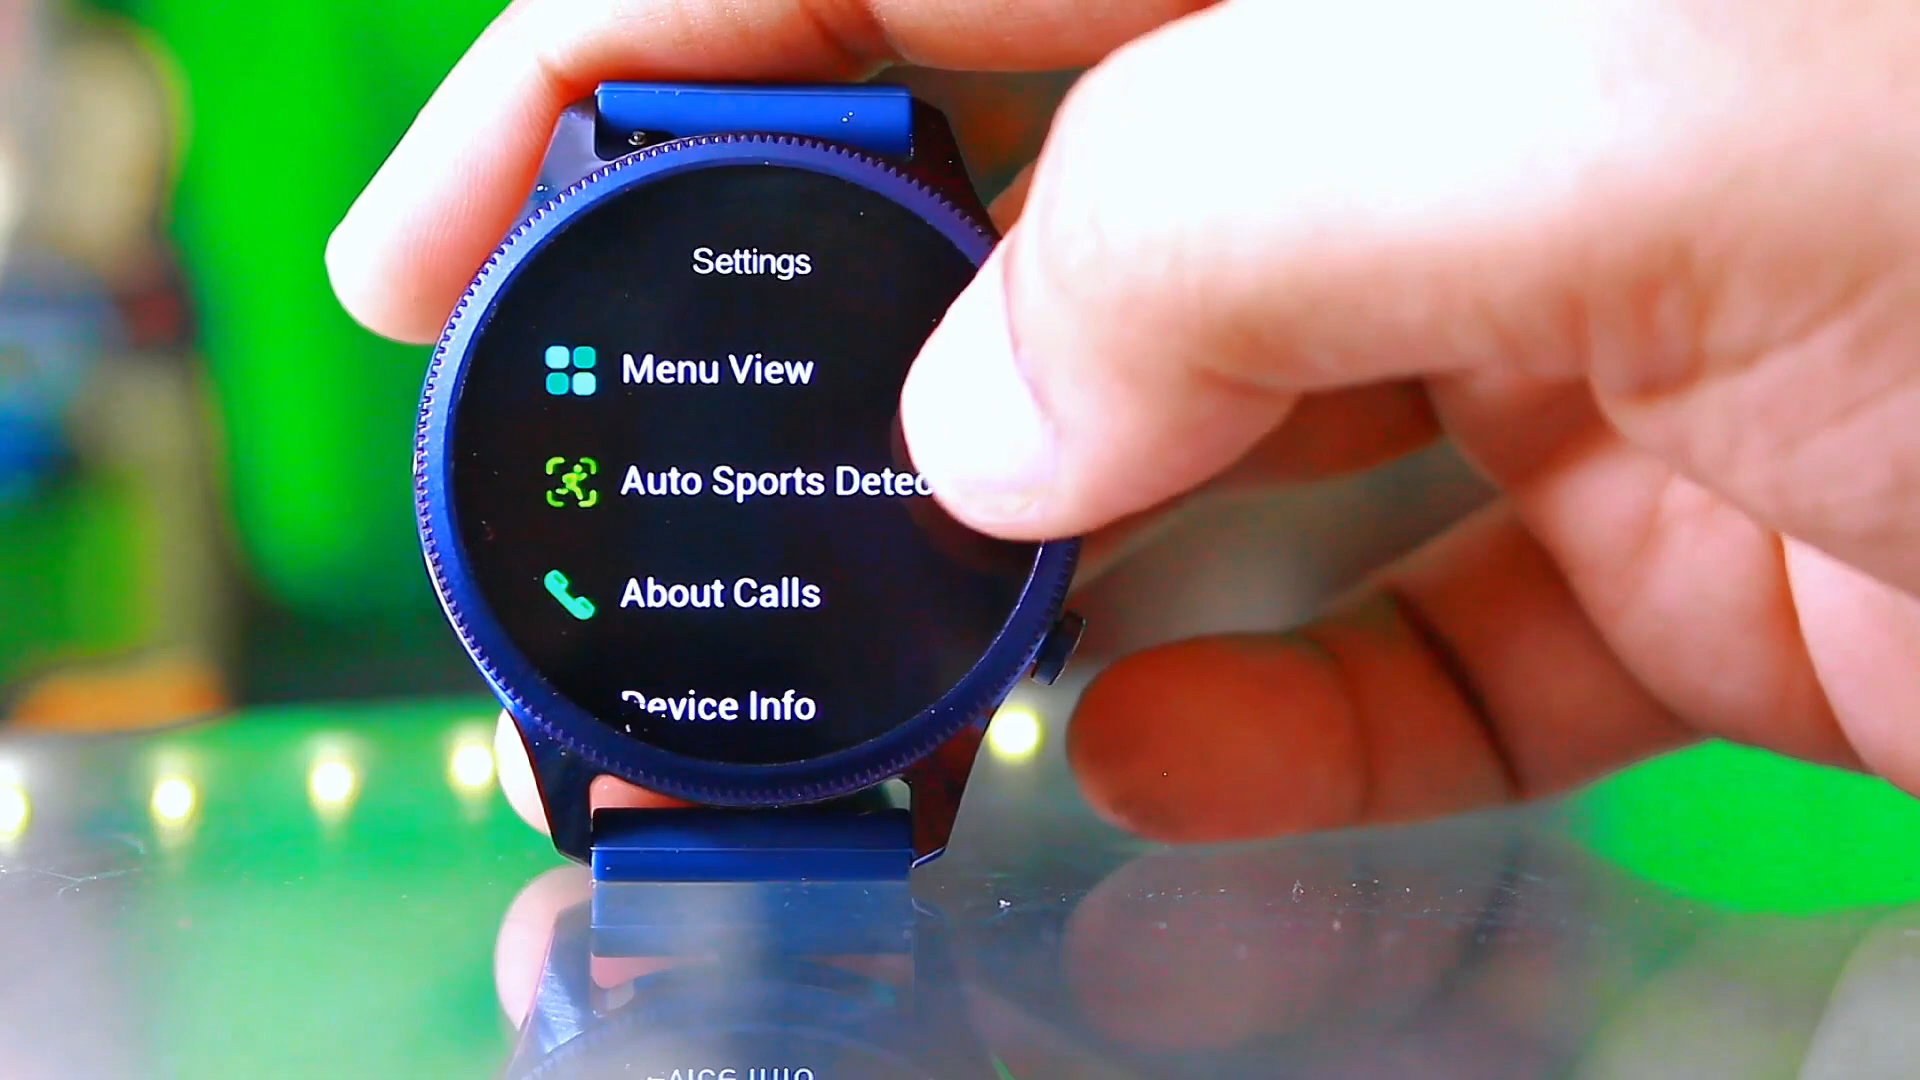 Settings
Menu View
Auto Sports Detec
About Calls
Device Info